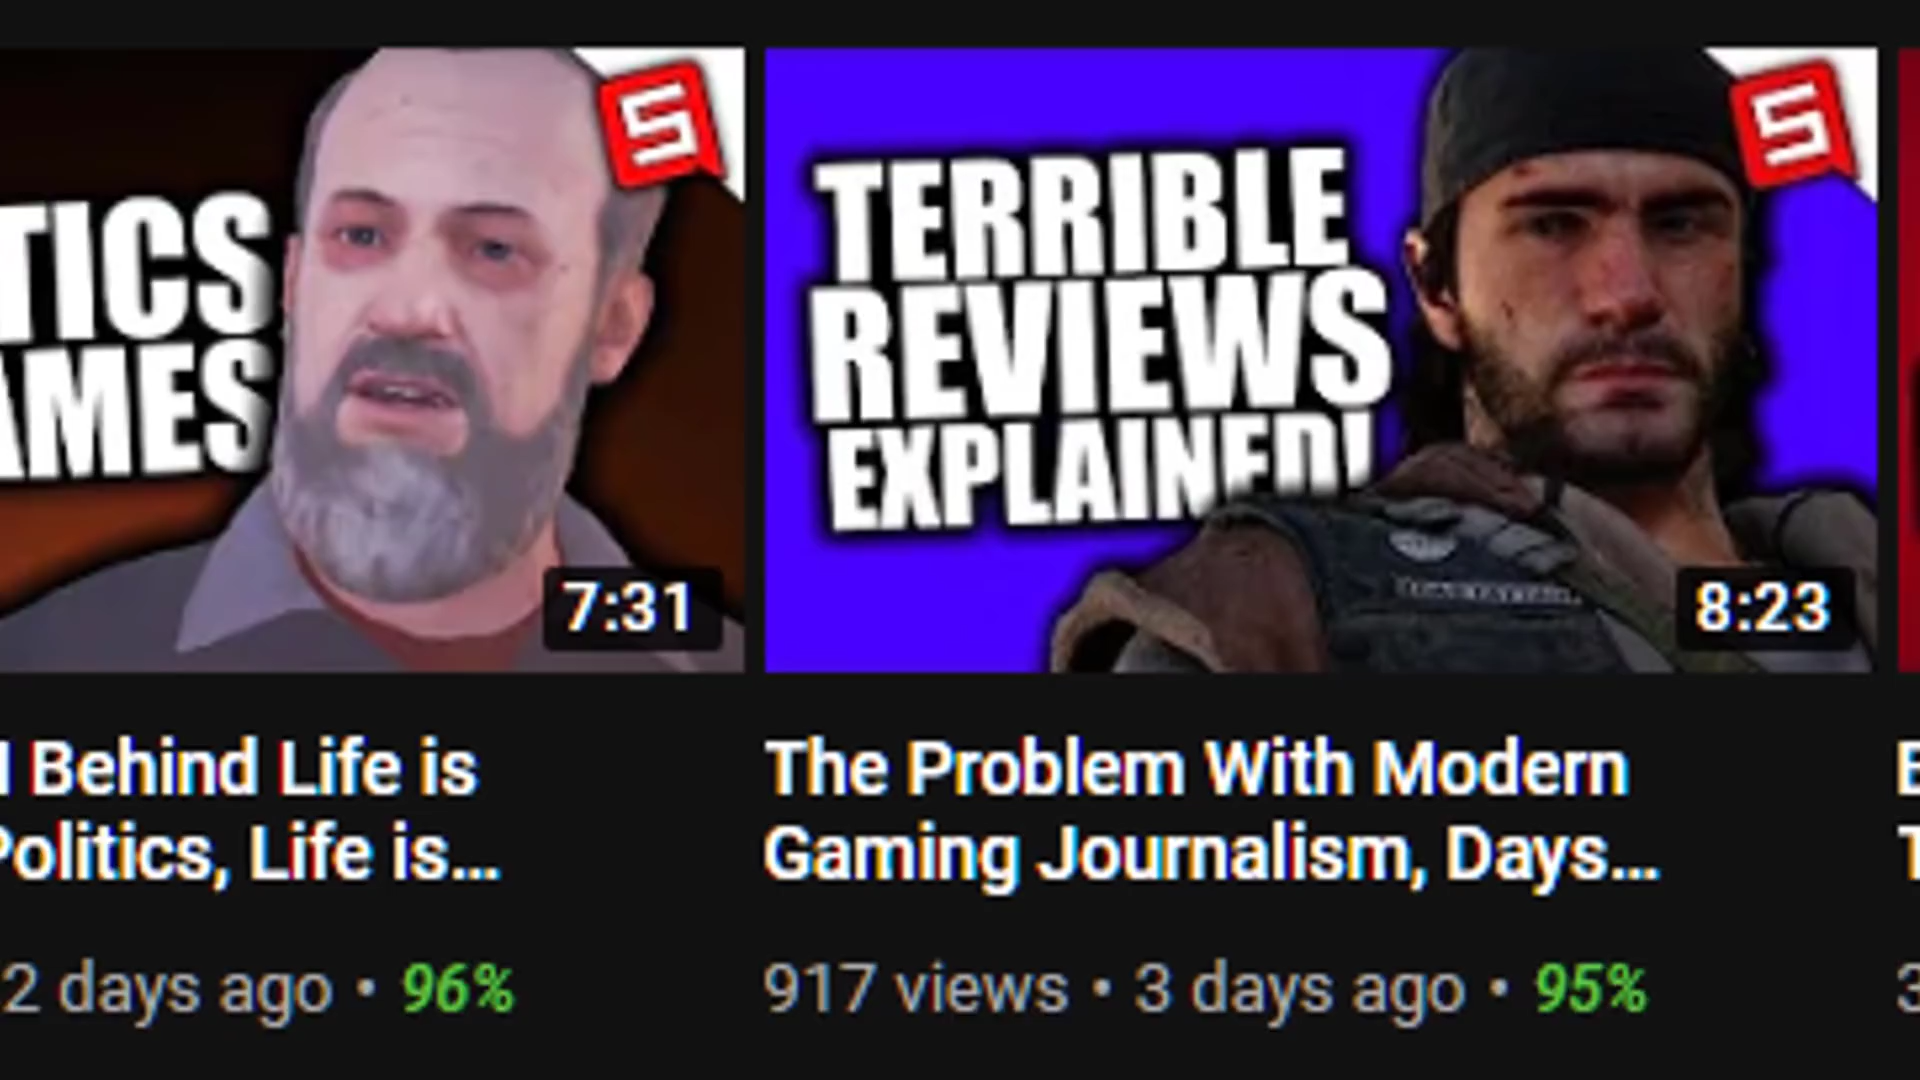 TICS
AMES
S
7:31
TERRIBLE
REVIEWS
EXPLAINED!
S
8:23
Behind Life is
Politics, Life is...
2 days ago • 96%
The Problem With Modern
Gaming Journalism, Days...
917 views • 3 days ago • 95%